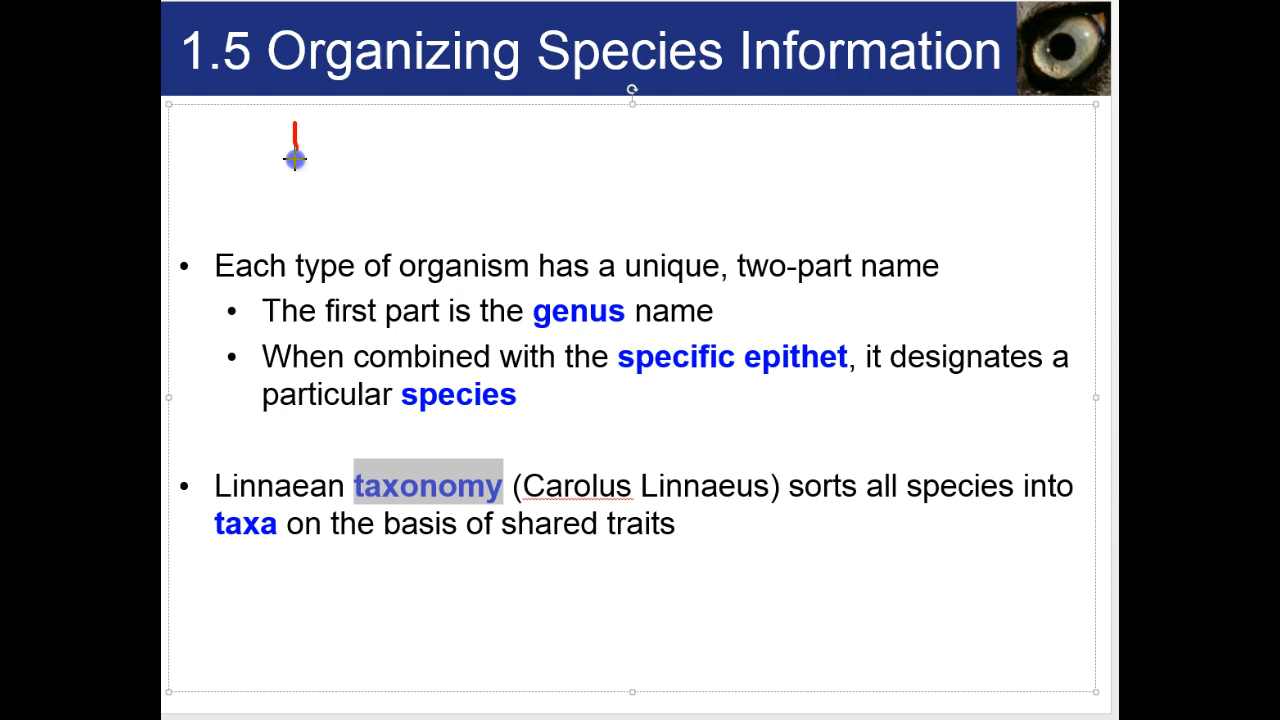 1.5 Organizing Species Information
• Each type of organism has a unique, two-part name
• The first part is the genus name
• When combined with the specific epithet, it designates a
particular species
• Linnaean taxonomy (Carolus Linnaeus) sorts all species into
taxa on the basis of shared traits